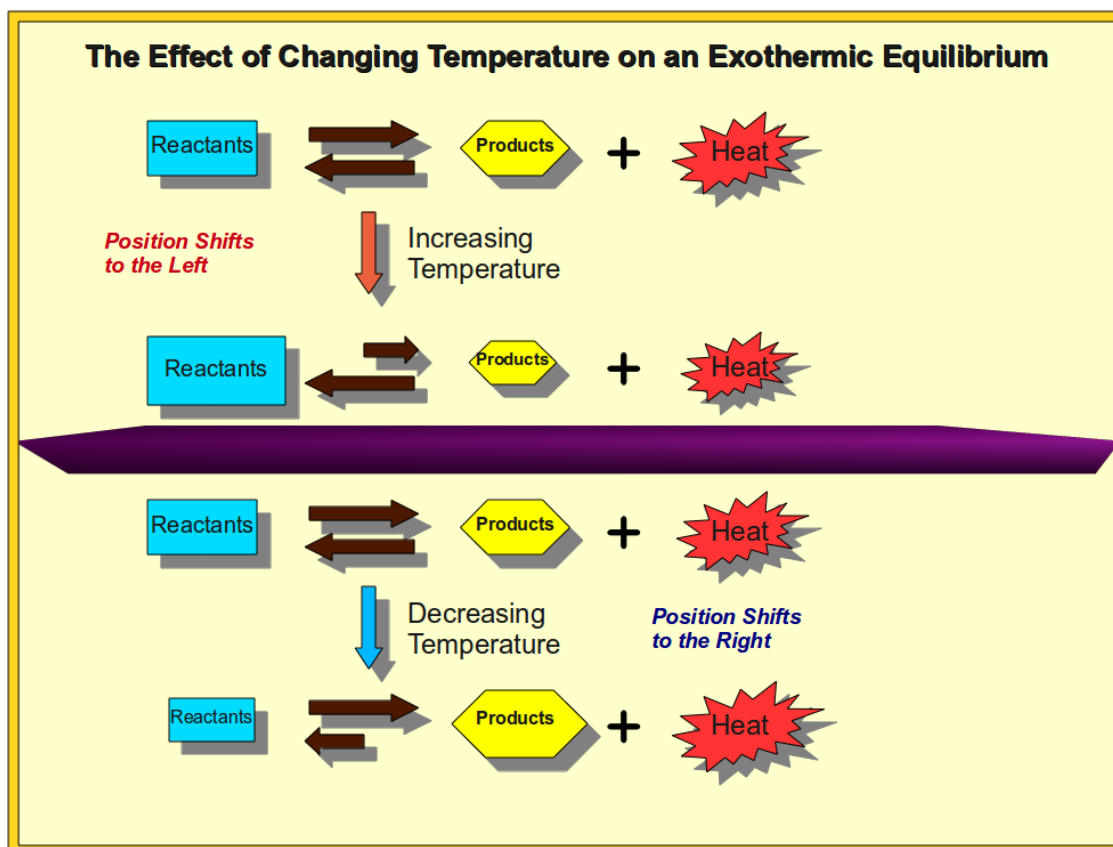 The Effect of Changing Temperature on an Exothermic Equilibrium
Reactants Products + Heat
Position Shifts
to the Left
Increasing
Temperature
Reactants Products + Heat
Reactants Products + Heat
Decreasing
Temperature
Position Shifts
to the Right
Reactants Products + Heat